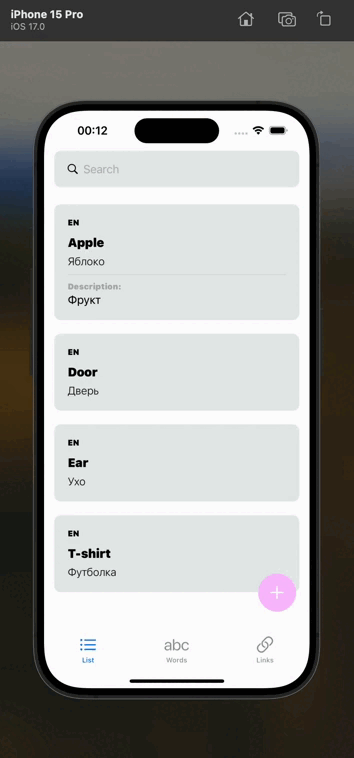 iPhone 15 Pro
iOS 17.0
00:12
Search
EN
Apple
Яблоко
Description:
Фрукт
EN
Door
Дверь
EN
Ear
Ухо
EN
T-shirt
Футболка
abc
List
Words
Links